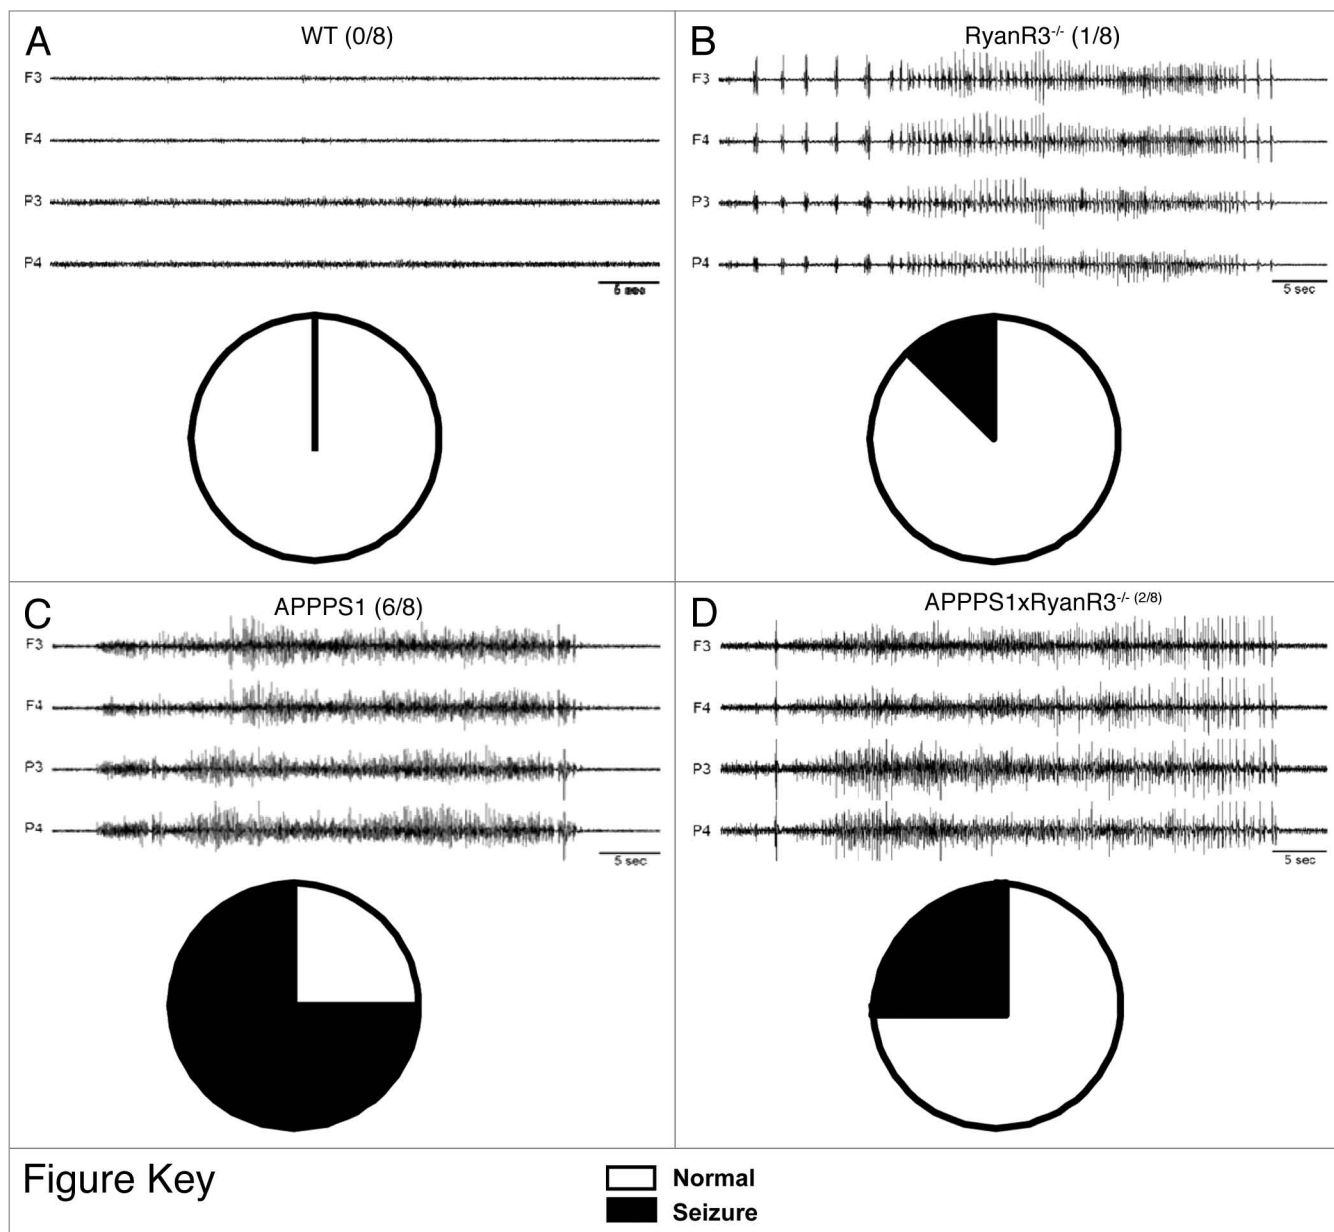 A
WT (0/8)
F3
F4
P3
P4
5 sec
B
RyanR3-/- (1/8)
F3
F4
P3
P4
5 sec
C
APPPS1 (6/8)
F3
F4
P3
P4
5 sec
D
APPPS1xRyanR3-/- (2/8)
F3
F4
P3
P4
5 sec
Figure Key
Normal
Seizure